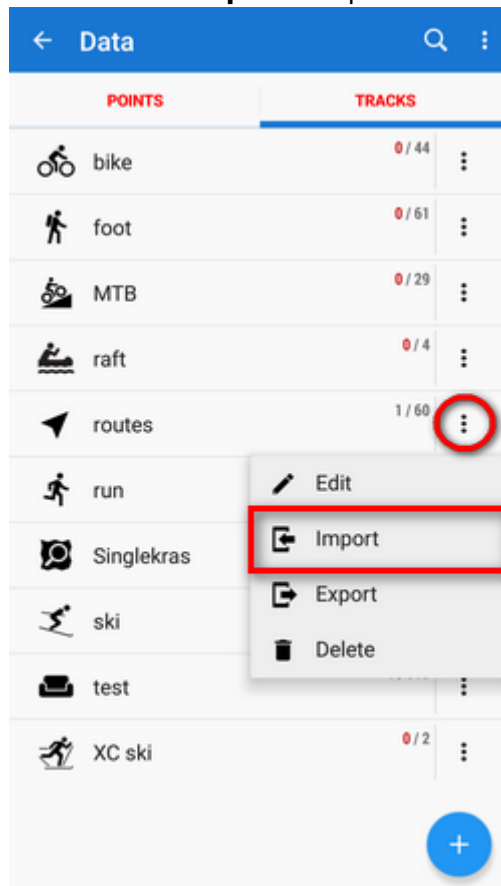 Data
POINTS TRACKS
bike 0 / 44
foot 0 / 61
MTB 0 / 29
raft 0 / 4
routes 1 / 60
run
Edit
Import
Singlekras
Export
ski
Delete
test
XC ski 0 / 2
+